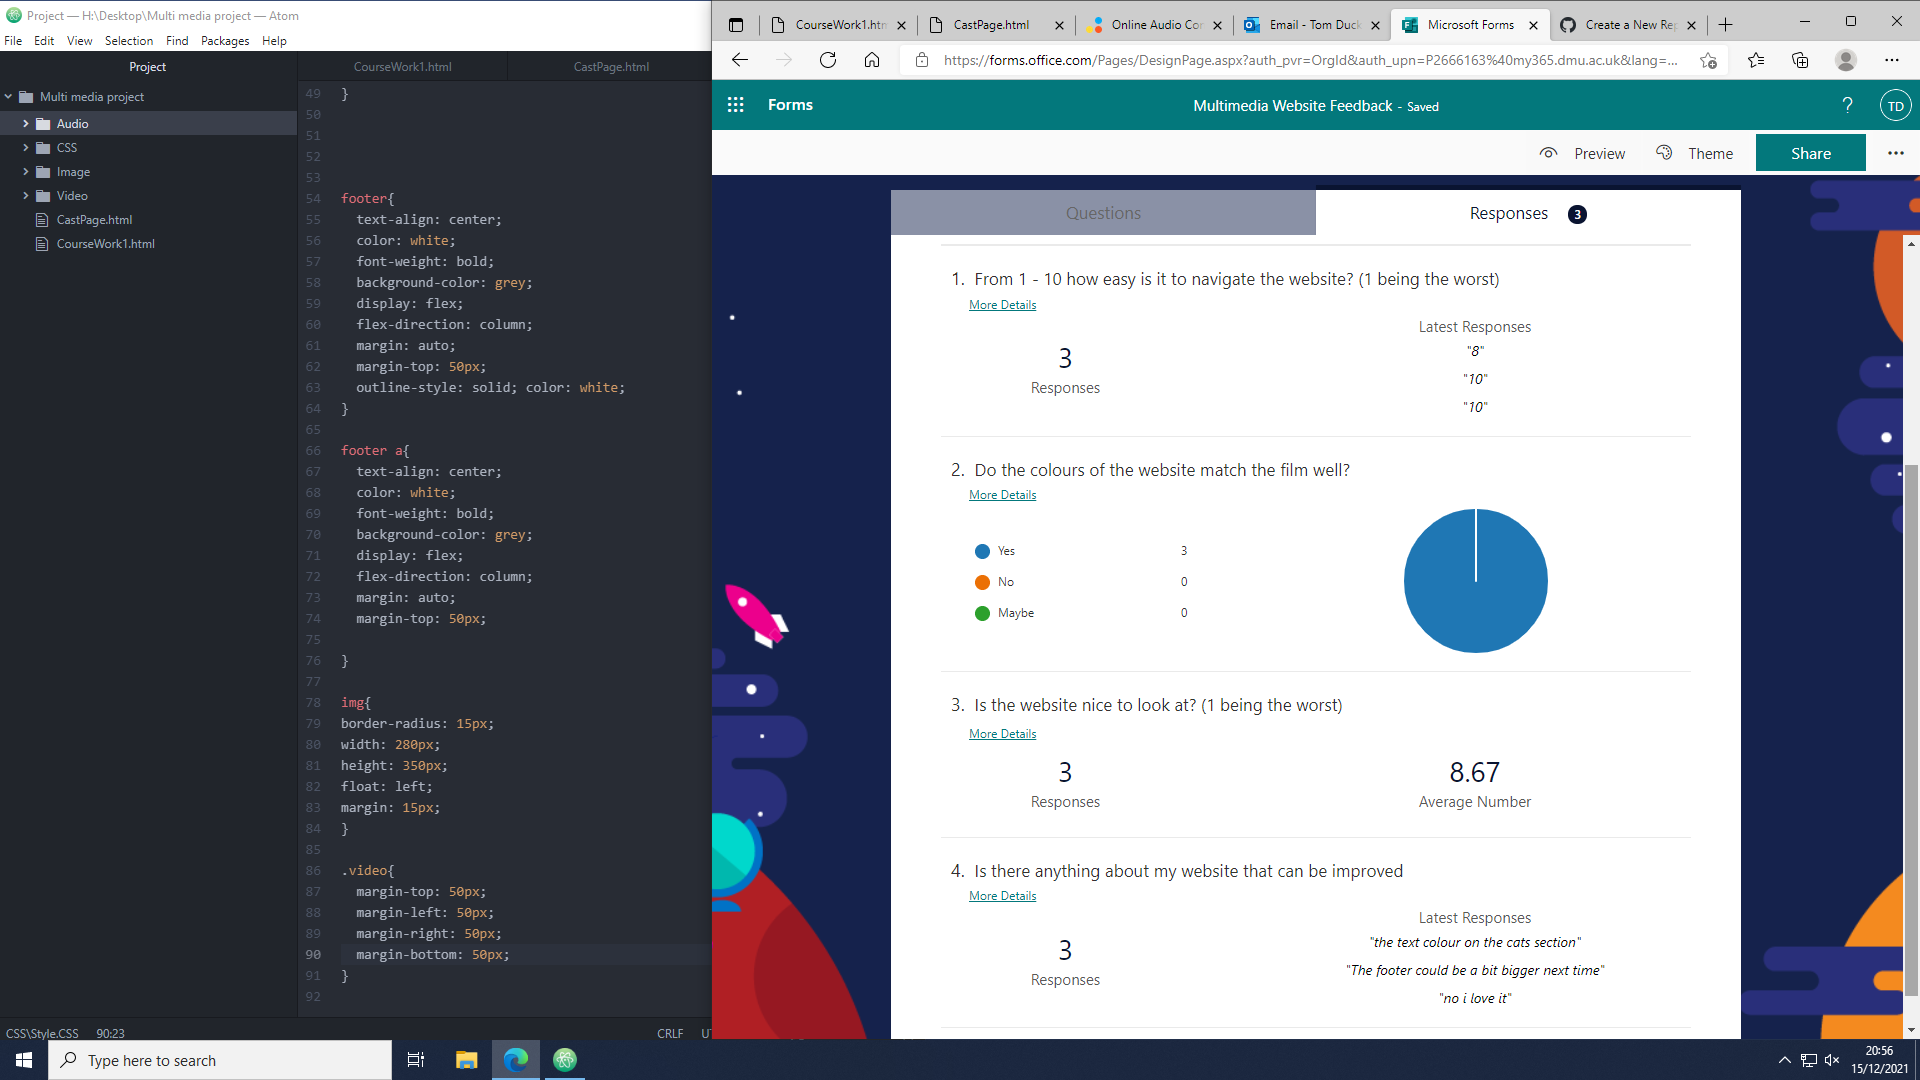 Project — H:\Desktop\Multi media project — Atom
File Edit View Selection Find Packages Help
Project
Multi media project
Audio
CSS
Image
Video
CastPage.html
CourseWork1.html
CourseWork1.html CastPage.html
49 }
50
51
52
53
54 footer{
55 text-align: center;
56 color: white;
57 font-weight: bold;
58 background-color: grey;
59 display: flex;
60 flex-direction: column;
61 margin: auto;
62 margin-top: 50px;
63 outline-style: solid; color: white;
64 }
65
66 footer a{
67 text-align: center;
68 color: white;
69 font-weight: bold;
70 background-color: grey;
71 display: flex;
72 flex-direction: column;
73 margin: auto;
74 margin-top: 50px;
75
76 }
77
78 img{
79 border-radius: 15px;
80 width: 280px;
81 height: 350px;
82 float: left;
83 margin: 15px;
84 }
85
86 .video{
87 margin-top: 50px;
88 margin-left: 50px;
89 margin-right: 50px;
90 margin-bottom: 50px;
91 }
92
CSS\Style.CSS 90:23 CRLF
CourseWork1.htm CastPage.html Online Audio Con Email - Tom Duck Microsoft Forms Create a New Rep
https://forms.office.com/Pages/DesignPage.aspx?auth_pvr=OrgId&auth_upn=P2666163%40my365.dmu.ac.uk&lang=...
Forms
Multimedia Website Feedback - Saved
? TD
Preview Theme Share
Questions
Responses 3
1. From 1 - 10 how easy is it to navigate the website? (1 being the worst)
More Details
3
Responses
Latest Responses
"8"
"10"
"10"
2. Do the colours of the website match the film well?
More Details
Yes 3
No 0
Maybe 0
3. Is the website nice to look at? (1 being the worst)
More Details
3
Responses
8.67
Average Number
4. Is there anything about my website that can be improved
More Details
3
Responses
Latest Responses
"the text colour on the cats section"
"The footer could be a bit bigger next time"
"no i love it"
Type here to search
20:56
15/12/2021